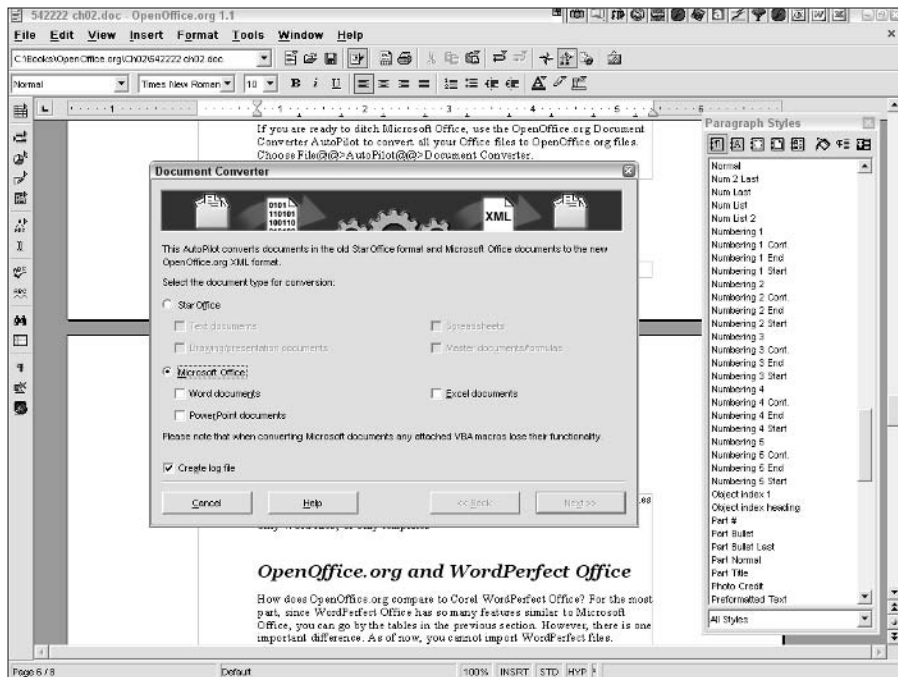 542222 ch02.doc - OpenOffice.org 1.1
File Edit View Insert Format Tools Window Help
C:\Books\OpenOffice.org\Ch02\542222 ch02.doc
Normal Times New Roman 10 B i U
1 1 2 3 4 5 6
If you are ready to ditch Microsoft Office, use the OpenOffice.org Document
Converter AutoPilot to convert all your Office files to OpenOffice.org files.
Choose File@@>AutoPilot@@>Document Converter.
Document Converter
0101
110101
100110
XML
This AutoPilot converts documents in the old StarOffice format and Microsoft Office documents to the new
OpenOffice.org XML format.
Select the document type for conversion:
StarOffice
Text documents Spreadsheets
Drawing/presentation documents Master documents/formulas
Microsoft Office
Word documents Excel documents
PowerPoint documents
Please note that when converting Microsoft documents any attached VBA macros lose their functionality.
Create log file
Cancel Help << Back Next >>
OpenOffice.org and WordPerfect Office
How does OpenOffice.org compare to Corel WordPerfect Office? For the most
part, since WordPerfect Office has so many features similar to Microsoft
Office, you can go by the tables in the previous section. However, there is one
important difference. As of now, you cannot import WordPerfect files.
Paragraph Styles
Normal
Num 2 Last
Num Last
Num List
Num List 2
Numbering 1
Numbering 1 Cont.
Numbering 1 End
Numbering 1 Start
Numbering 2
Numbering 2 Cont.
Numbering 2 End
Numbering 2 Start
Numbering 3
Numbering 3 Cont.
Numbering 3 End
Numbering 3 Start
Numbering 4
Numbering 4 Cont.
Numbering 4 End
Numbering 4 Start
Numbering 5
Numbering 5 Cont.
Numbering 5 End
Numbering 5 Start
Object index 1
Object index heading
Part #
Part Bullet
Part Bullet Last
Part Normal
Part Title
Photo Credit
Preformatted Text
All Styles
Page 6 / 8 Default 100% INSRT STD HYP *